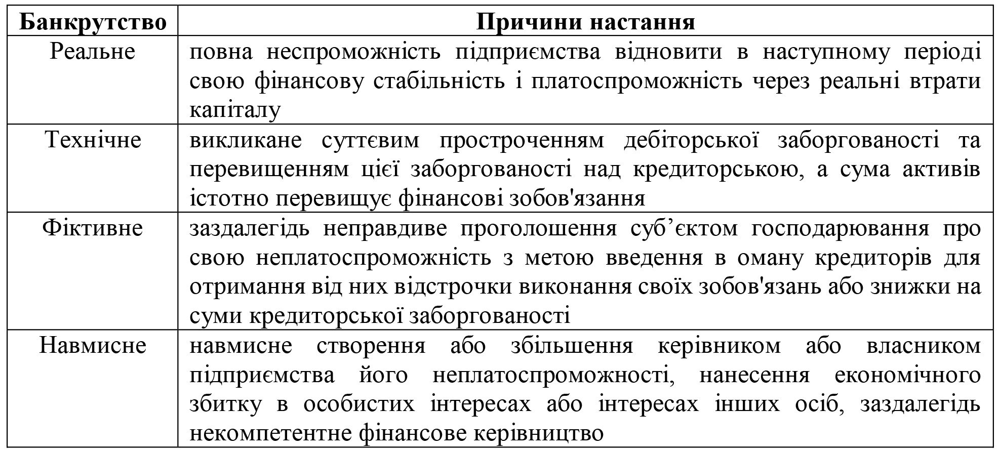 Банкрутство Причини настання
Реальне повна неспроможність підприємства відновити в наступному періоді
свою фінансову стабільність і платоспроможність через реальні втрати
капіталу
Технічне викликане суттєвим простроченням дебіторської заборгованості та
перевищенням цієї заборгованості над кредиторською, а сума активів
істотно перевищує фінансові зобов'язання
Фіктивне заздалегідь неправдиве проголошення суб’єктом господарювання про
свою неплатоспроможність з метою введення в оману кредиторів для
отримання від них відстрочки виконання своїх зобов'язань або знижки на
суми кредиторської заборгованості
Навмисне навмисне створення або збільшення керівником або власником
підприємства його неплатоспроможності, нанесення економічного
збитку в особистих інтересах або інтересах інших осіб, заздалегідь
некомпетентне фінансове керівництво